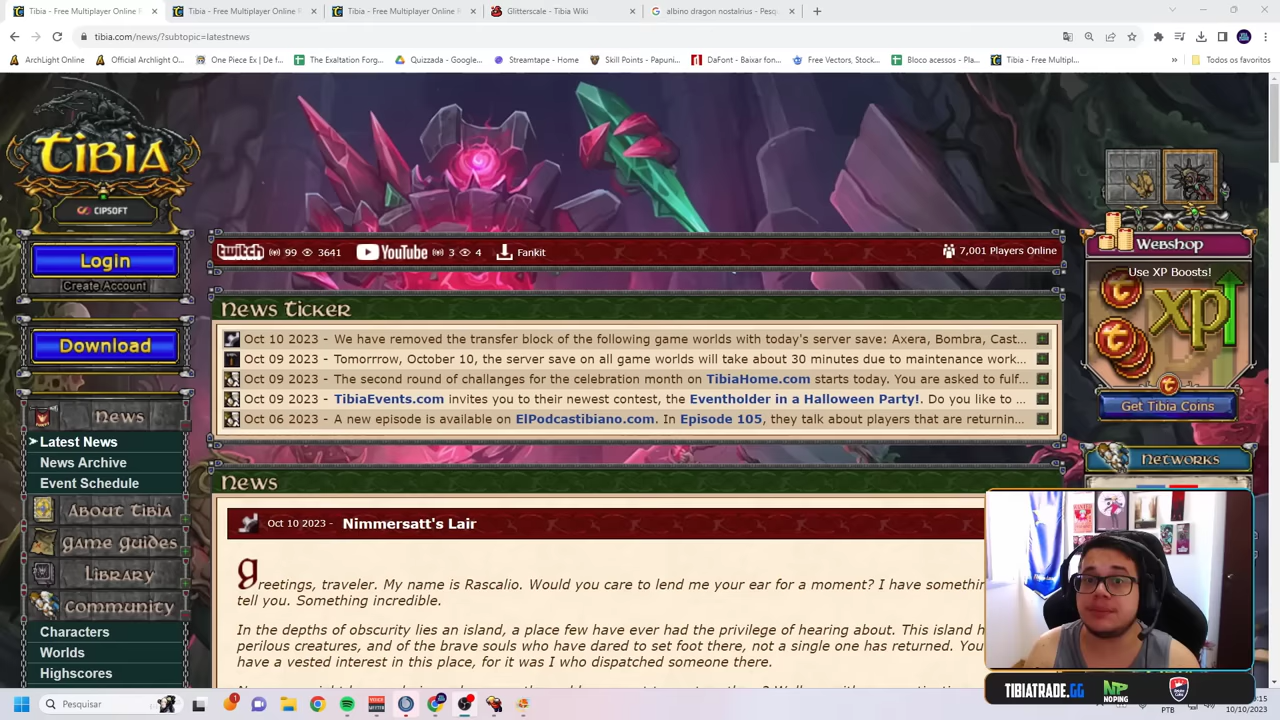 Tibia - Free Multiplayer Online R
Tibia - Free Multiplayer Online R
Tibia - Free Multiplayer Online R
Glitterscale - Tibia Wiki
albino dragon nostalrius - Pesq
tibia.com/news/?subtopic=latestnews
ArchLight Online
Official Archlight O...
One Piece Ex | De f...
The Exaltation Forg...
Quizzada - Google...
Streamtape - Home
Skill Points - Papuni...
DaFont - Baixar fon...
Free Vectors, Stock...
Bloco acessos - Pla...
Tibia - Free Multipl...
»
Todos os favoritos
TIBIA
CIPSOFT
Login
Create Account
Download
News
Latest News
News Archive
Event Schedule
About Tibia
Game Guides
Library
Community
Characters
Worlds
Highscores
twitch 99 3641 YouTube 3 4 Fankit 7,001 Players Online
News Ticker
Oct 10 2023 - We have removed the transfer block of the following game worlds with today's server save: Axera, Bombra, Cast...
Oct 09 2023 - Tomorrrow, October 10, the server save on all game worlds will take about 30 minutes due to maintenance work...
Oct 09 2023 - The second round of challanges for the celebration month on TibiaHome.com starts today. You are asked to fulf...
Oct 09 2023 - TibiaEvents.com invites you to their newest contest, the Eventholder in a Halloween Party!. Do you like to ...
Oct 06 2023 - A new episode is available on ElPodcastibiano.com. In Episode 105, they talk about players that are returnin...
News
Oct 10 2023 - Nimmersatt's Lair
greetings, traveler. My name is Rascalio. Would you care to lend me your ear for a moment? I have somethin
tell you. Something incredible.
In the depths of obscurity lies an island, a place few have ever had the privilege of hearing about. This island h
perilous creatures, and of the brave souls who have dared to set foot there, not a single one has returned. You
have a vested interest in this place, for it was I who dispatched someone there.
Webshop
Use XP Boosts!
xp
Get Tibia Coins
Networks
TIBIATRADE.GG
NOPING
Pesquisar
PTB
10/10/2023